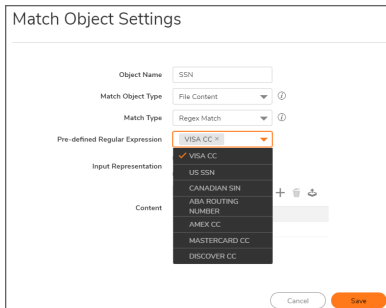 Match Object Settings
Object Name SSN
Match Object Type File Content
Match Type Regex Match
Pre-defined Regular Expression VISA CC ×
✓ VISA CC
Input Representation
US SSN
CANADIAN SIN
Content
ABA ROUTING
NUMBER
AMEX CC
MASTERCARD CC
DISCOVER CC
Cancel Save